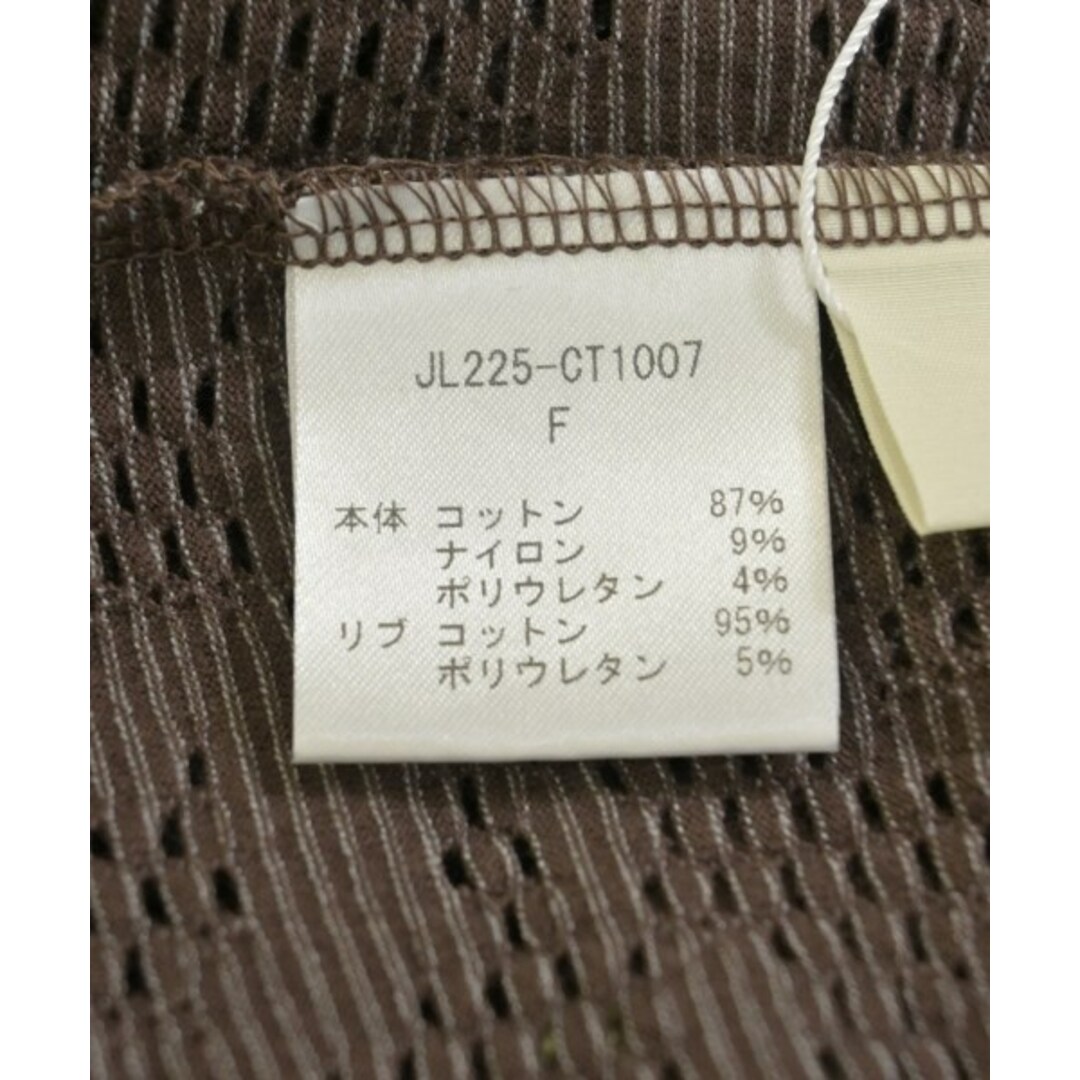 JL225-CT1007
F
本体 コットン 87%
ナイロン 9%
ポリウレタン 4%
リブ コットン 95%
ポリウレタン 5%